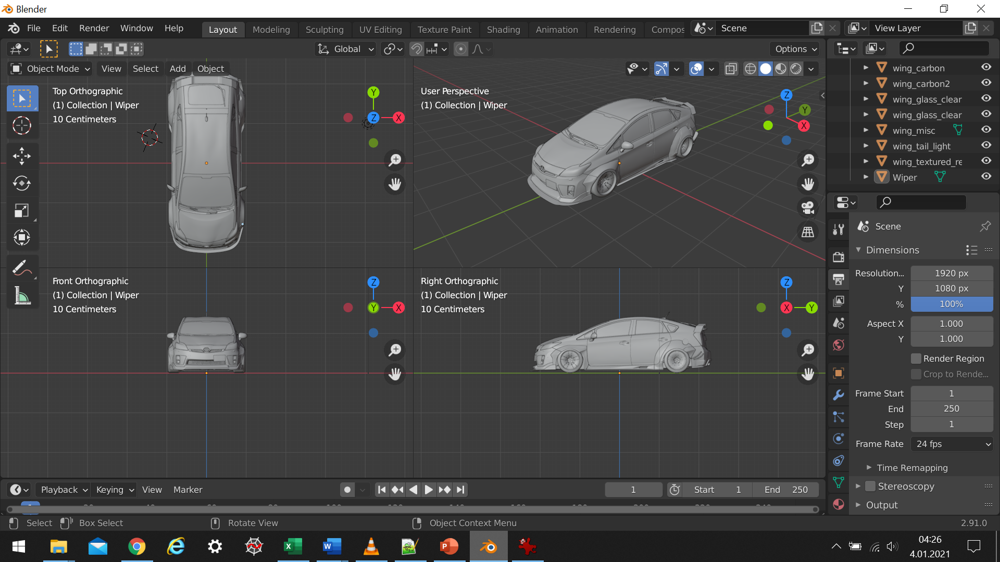 Blender
File Edit Render Window Help
Layout Modeling Sculpting UV Editing Texture Paint Shading Animation Rendering Compos
Scene
View Layer
Global
Options
Object Mode View Select Add Object
Top Orthographic
(1) Collection | Wiper
10 Centimeters
Y
Z
X
User Perspective
(1) Collection | Wiper
Z
Y
X
Front Orthographic
(1) Collection | Wiper
10 Centimeters
Z
Y
X
Right Orthographic
(1) Collection | Wiper
10 Centimeters
Z
X
Y
wing_carbon
wing_carbon2
wing_glass_clear
wing_glass_clear
wing_misc
wing_tail_light
wing_textured_re
Wiper
Scene
Dimensions
Resolution... 1920 px
Y 1080 px
% 100%
Aspect X 1.000
Y 1.000
Render Region
Crop to Rende...
Frame Start 1
End 250
Step 1
Frame Rate 24 fps
Time Remapping
Stereoscopy
Output
Playback Keying View Marker
1
Start 1
End 250
Select Box Select Rotate View Object Context Menu
2.91.0
04:26
4.01.2021